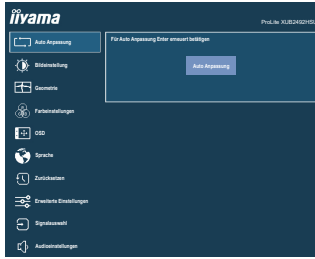 iiyama
ProLite XUB2492HSU
Auto Anpassung
Für Auto Anpassung Enter erneuert betätigen
Auto Anpassung
Bildeinstellung
Geometrie
Farbeinstellungen
OSD
Sprache
Zurücksetzen
Erweiterte Einstellungen
Signalauswahl
Audioeinstellungen